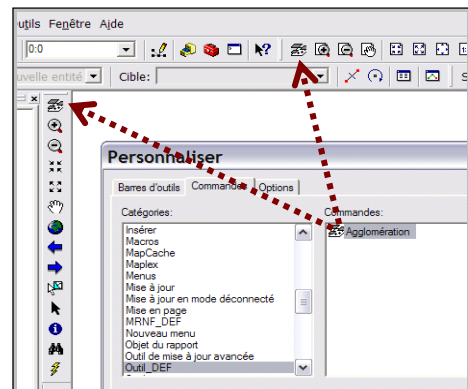 utils Fenêtre Aide
0:0
uvelle entité Cible: S
Personnaliser
Barres d'outils Commandes Options
Catégories: Commandes:
Insérer Agglomération
Macros
MapCache
Maplex
Menus
Mise à jour
Mise à jour en mode déconnecté
Mise en page
MRNF_DEF
Nouveau menu
Objet du rapport
Outil de mise à jour avancée
Outil_DEF